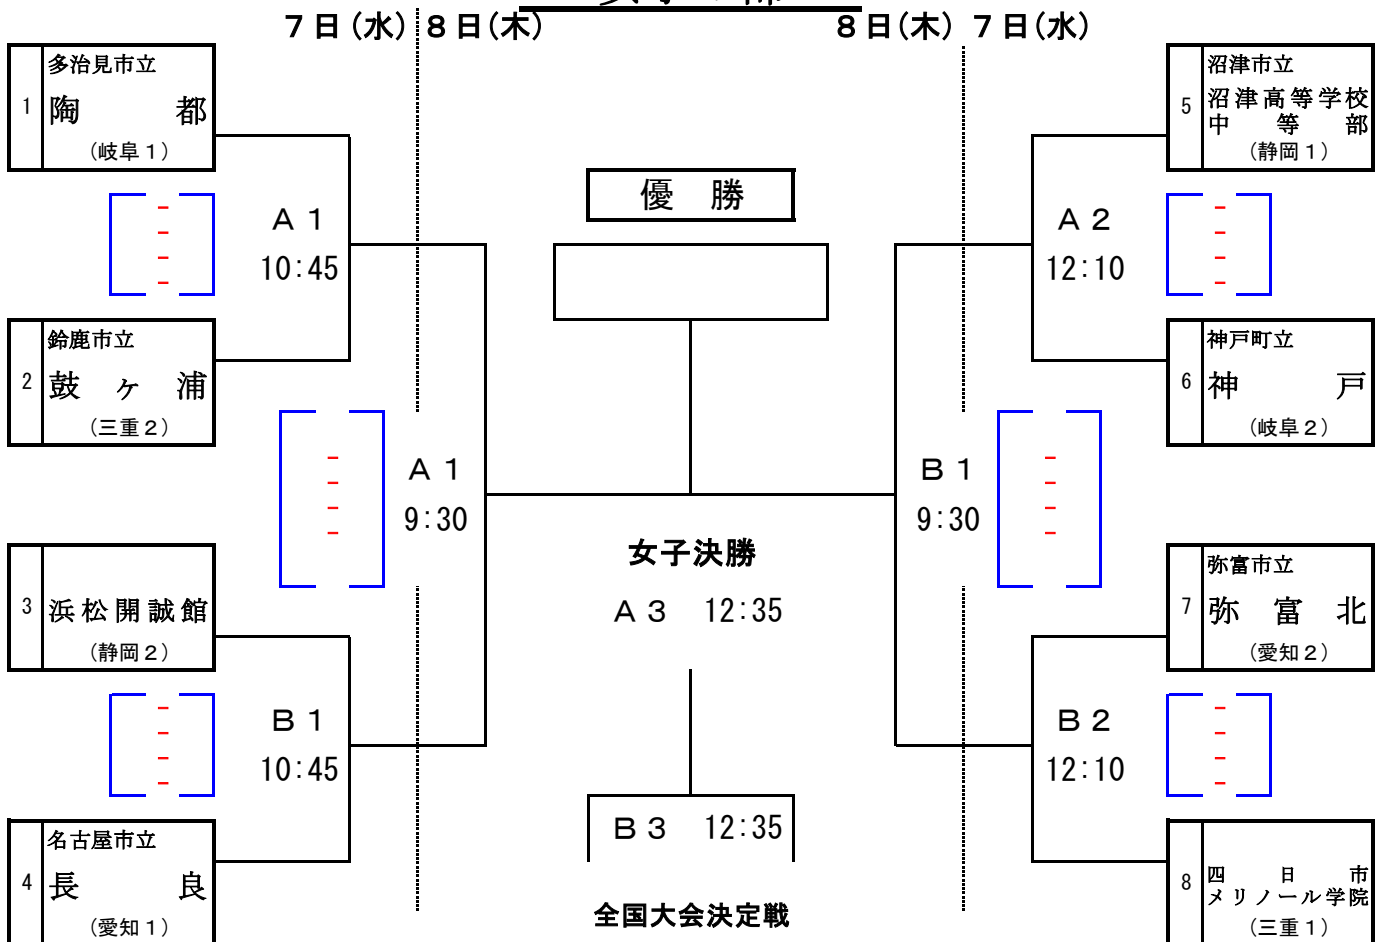 7日(水) 8日(木)
8日(木) 7日(水)
1
多治見市立
陶 都
(岐阜1)
A1
10:45
2
鈴鹿市立
鼓ヶ浦
(三重2)
A1
9:30
3
浜松開誠館
(静岡2)
B1
10:45
4
名古屋市立
長良
(愛知1)
優勝
女子決勝
A3 12:35
B3 12:35
全国大会決定戦
5
沼津市立
沼津高等学校
中等部
(静岡1)
A2
12:10
6
神戸町立
神戸
(岐阜2)
B1
9:30
7
弥富市立
弥富北
(愛知2)
B2
12:10
8
四日市
メリノール学院
(三重1)